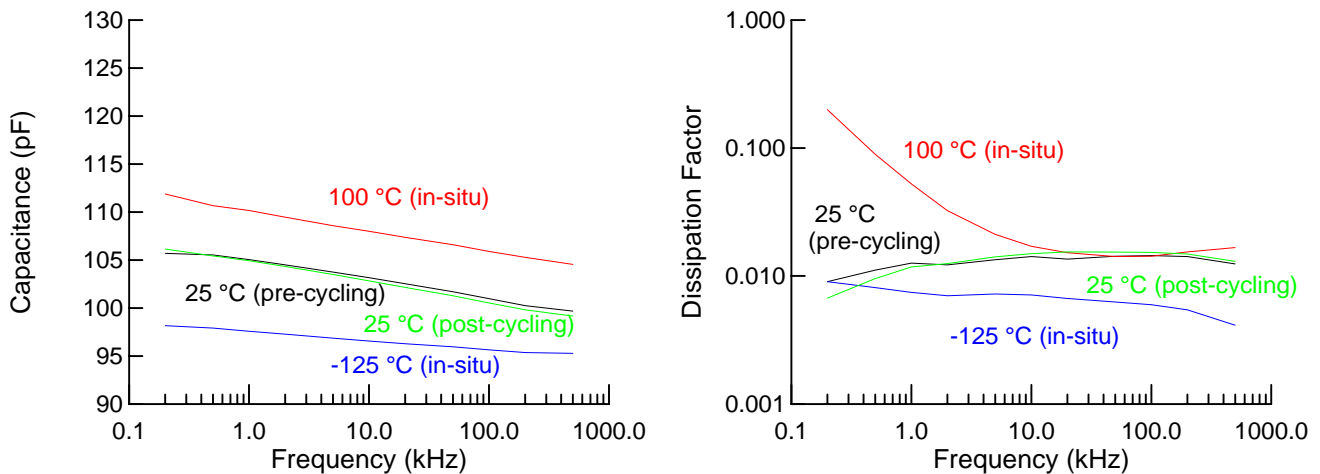 130
125
120
115
110
105
100
95
90
Capacitance (pF)
100 °C (in-situ)
25 °C (pre-cycling)
25 °C (post-cycling)
-125 °C (in-situ)
0.1
1.0
10.0
100.0
1000.0
Frequency (kHz)
1.000
0.100
0.010
0.001
Dissipation Factor
100 °C (in-situ)
25 °C
(pre-cycling)
25 °C (post-cycling)
-125 °C (in-situ)
0.1
1.0
10.0
100.0
1000.0
Frequency (kHz)